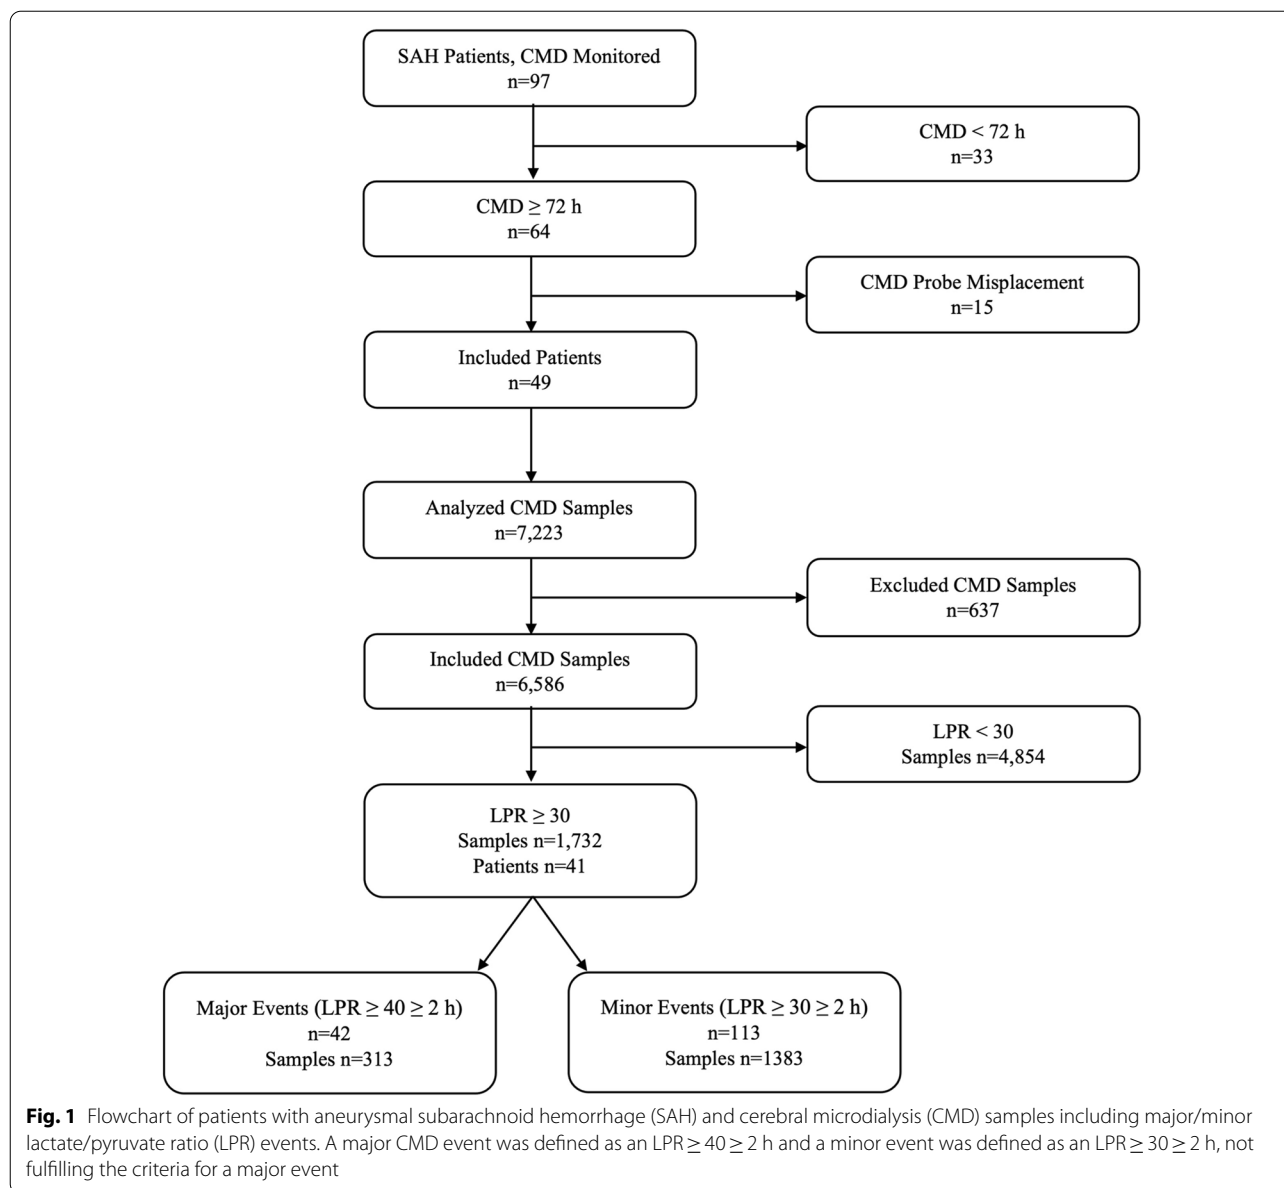 SAH Patients, CMD Monitored
n=97
CMD < 72 h
n=33
CMD ≥ 72 h
n=64
CMD Probe Misplacement
n=15
Included Patients
n=49
Analyzed CMD Samples
n=7,223
Excluded CMD Samples
n=637
Included CMD Samples
n=6,586
LPR < 30
Samples n=4,854
LPR ≥ 30
Samples n=1,732
Patients n=41
Major Events (LPR ≥ 40 ≥ 2 h)
n=42
Samples n=313
Minor Events (LPR ≥ 30 ≥ 2 h)
n=113
Samples n=1383
Fig. 1 Flowchart of patients with aneurysmal subarachnoid hemorrhage (SAH) and cerebral microdialysis (CMD) samples including major/minor
lactate/pyruvate ratio (LPR) events. A major CMD event was defined as an LPR ≥ 40 ≥ 2 h and a minor event was defined as an LPR ≥ 30 ≥ 2 h, not
fulfilling the criteria for a major event